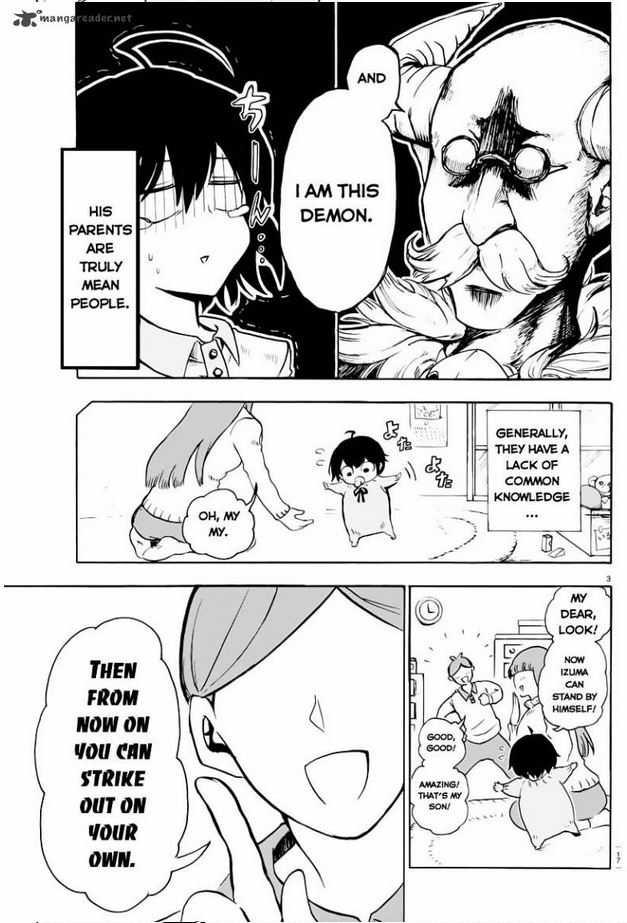 mangareader.net
AND
I AM THIS
DEMON.
ちーん…
HIS
PARENTS
ARE
TRULY
MEAN
PEOPLE.
GENERALLY,
THEY HAVE A
LACK OF
COMMON
KNOWLEDGE
...
よた
よた
OH, MY
MY.
3
MY
DEAR,
LOOK!
NOW
IZUMA
CAN
STAND BY
HIMSELF!
GOOD,
GOOD!
AMAZING!
THAT'S MY
SON!
THEN
FROM
NOW ON
YOU CAN
STRIKE
OUT ON
YOUR
OWN.
(17)